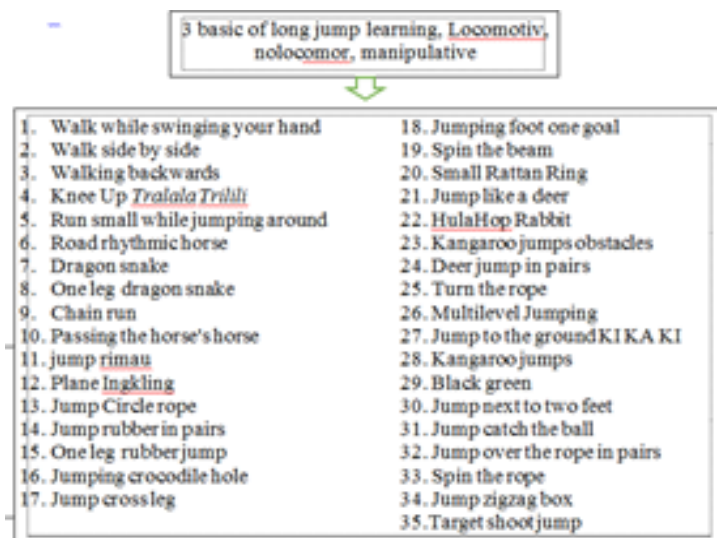 3 basic of long jump learning, Locomotiv,
nolocomor, manipulative
1. Walk while swinging your hand
2. Walk side by side
3. Walking backwards
4. Knee Up Tralala Trilili
5. Run small while jumping around
6. Road rhythmic horse
7. Dragon snake
8. One leg dragon snake
9. Chain run
10. Passing the horse's horse
11. jump rimau
12. Plane Ingkling
13. Jump Circle rope
14. Jump rubber in pairs
15. One leg rubber jump
16. Jumping crocodile hole
17. Jump cross leg
18. Jumping foot one goal
19. Spin the beam
20. Small Rattan Ring
21. Jump like a deer
22. HulaHop Rabbit
23. Kangaroo jumps obstacles
24. Deer jump in pairs
25. Turn the rope
26. Multilevel Jumping
27. Jump to the ground KI KA KI
28. Kangaroo jumps
29. Black green
30. Jump next to two feet
31. Jump catch the ball
32. Jump over the rope in pairs
33. Spin the rope
34. Jump zigzag box
35. Target shoot jump